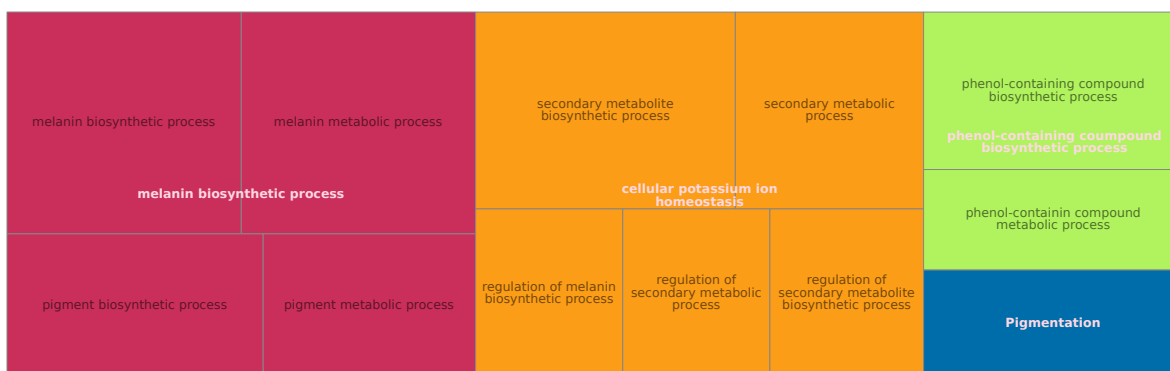 melanin biosynthetic process
melanin metabolic process
melanin biosynthetic process
pigment biosynthetic process
pigment metabolic process
secondary metabolite
biosynthetic process
secondary metabolic
process
cellular potassium ion
homeostasis
regulation of melanin
biosynthetic process
regulation of
secondary metabolic
process
regulation of
secondary metabolite
biosynthetic process
phenol-containing compound
biosynthetic process
phenol-containing coumpound
biosynthetic process
phenol-containin compound
metabolic process
Pigmentation